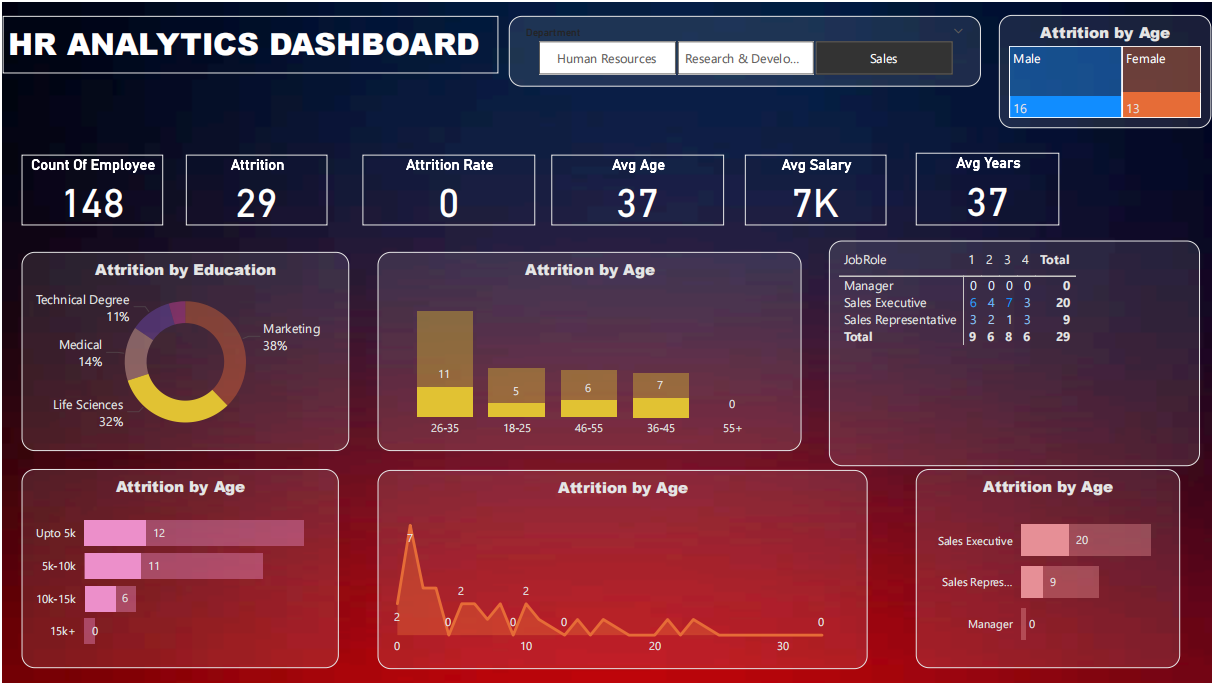 HR ANALYTICS DASHBOARD
Department
Human Resources
Research & Develo...
Sales
Attrition by Age
Male
Female
16
13
Count Of Employee
148
Attrition
29
Attrition Rate
0
Avg Age
37
Avg Salary
7K
Avg Years
37
Attrition by Education
Technical Degree
11%
Medical
14%
Life Sciences
32%
Marketing
38%
Attrition by Age
11
5
6
7
0
26-35 18-25 46-55 36-45 55+
JobRole 1 2 3 4 Total
Manager 0 0 0 0 0
Sales Executive 6 4 7 3 20
Sales Representative 3 2 1 3 9
Total 9 6 8 6 29
Attrition by Age
Upto 5k 12
5k-10k 11
10k-15k 6
15k+ 0
Attrition by Age
7
2
2
2
0
0
0
0
0 10 20 30
Attrition by Age
Sales Executive 20
Sales Repres... 9
Manager 0